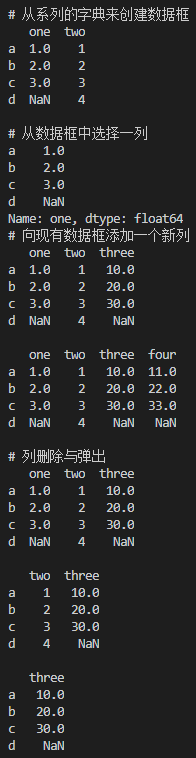 # 从系列的字典来创建数据框
   one  two
a  1.0    1
b  2.0    2
c  3.0    3
d  NaN    4

# 从数据框中选择一列
a    1.0
b    2.0
c    3.0
d    NaN
Name: one, dtype: float64
# 向现有数据框添加一个新列
   one  two  three
a  1.0    1   10.0
b  2.0    2   20.0
c  3.0    3   30.0
d  NaN    4    NaN

   one  two  three  four
a  1.0    1   10.0  11.0
b  2.0    2   20.0  22.0
c  3.0    3   30.0  33.0
d  NaN    4    NaN   NaN

# 列删除与弹出
   one  two  three
a  1.0    1   10.0
b  2.0    2   20.0
c  3.0    3   30.0
d  NaN    4    NaN

   two  three
a    1   10.0
b    2   20.0
c    3   30.0
d    4    NaN

   three
a   10.0
b   20.0
c   30.0
d    NaN